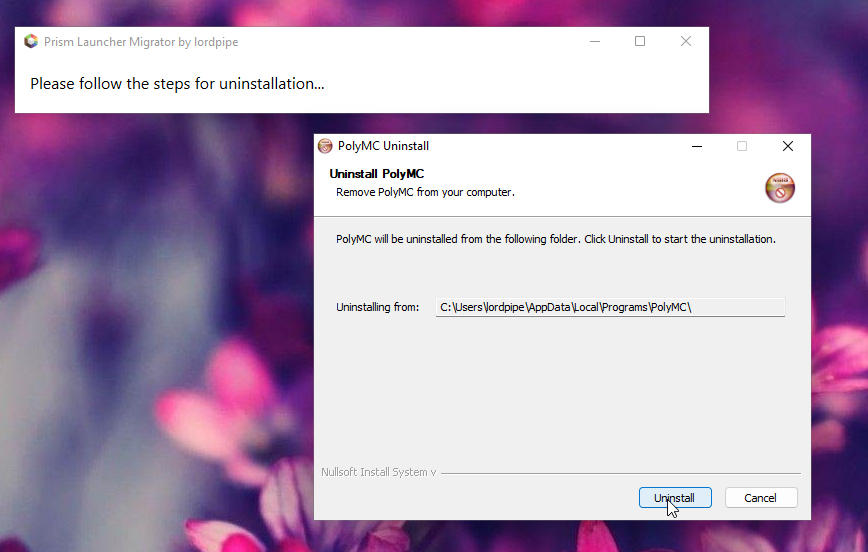 Prism Launcher Migrator by lordpipe
Please follow the steps for uninstallation...
PolyMC Uninstall
Uninstall PolyMC
Remove PolyMC from your computer.
PolyMC will be uninstalled from the following folder. Click Uninstall to start the uninstallation.
Uninstalling from: C:\Users\lordpipe\AppData\Local\Programs\PolyMC\
Nullsoft Install System v
Uninstall Cancel